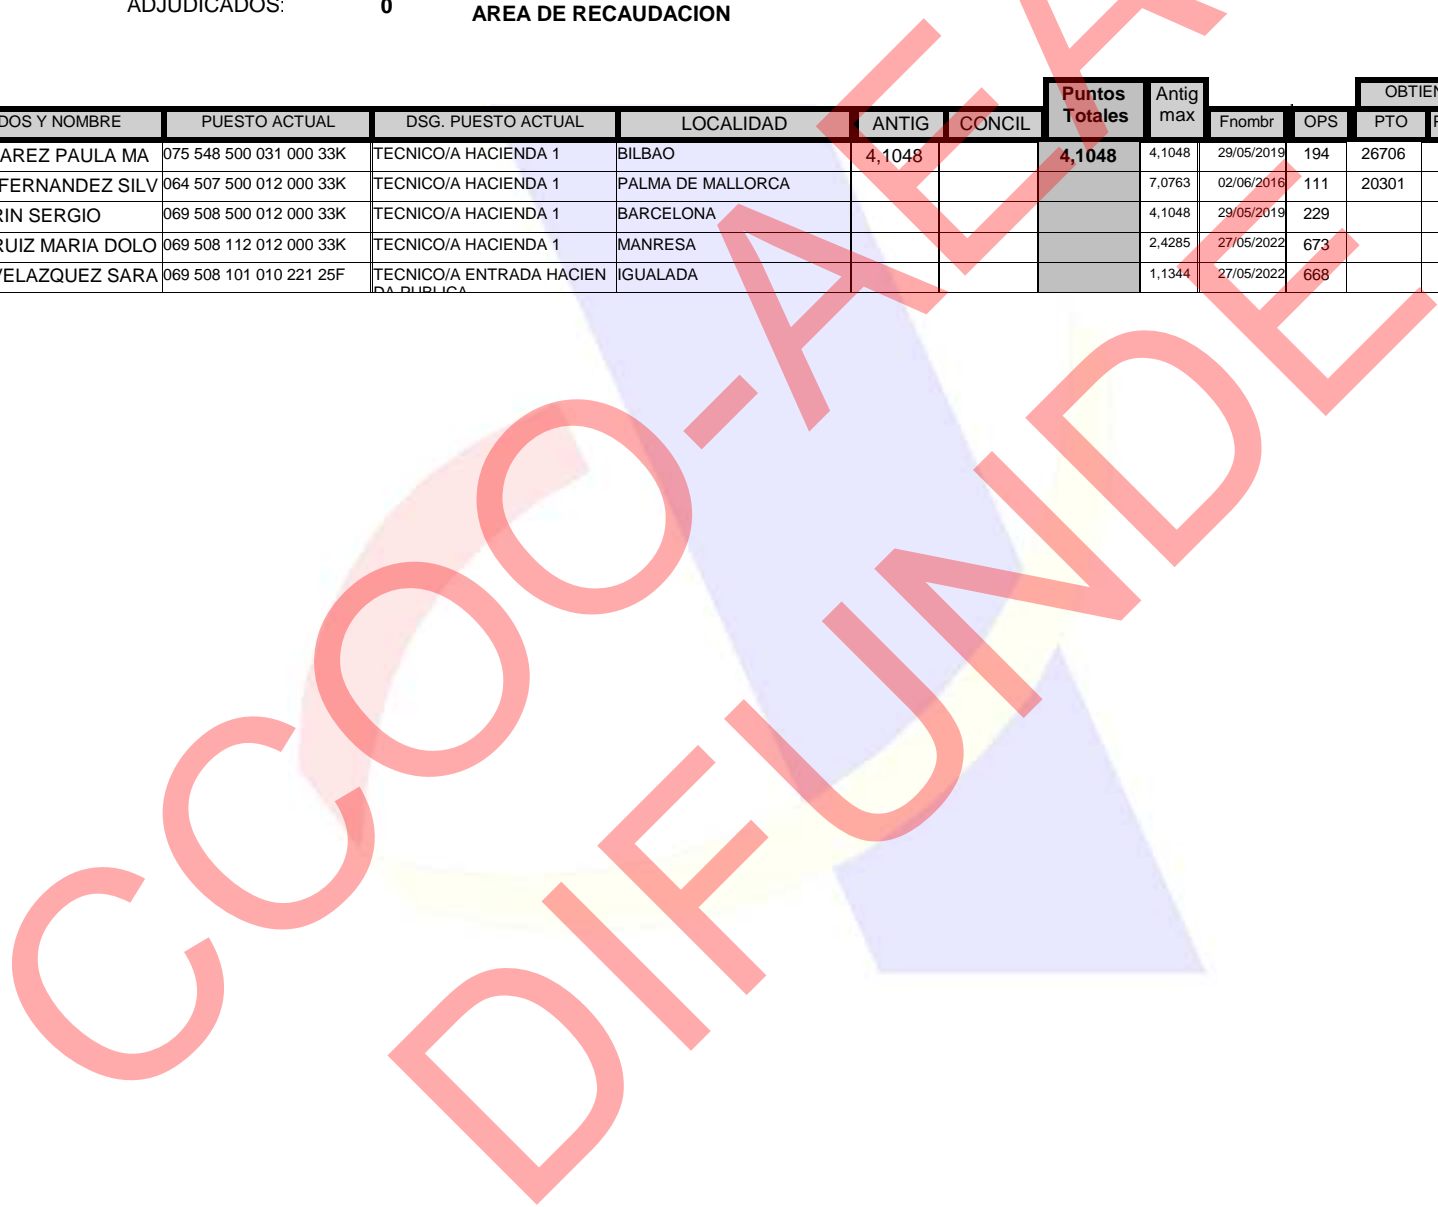 ADJUDICADOS: 0 AREA DE RECAUDACION
Puntos Totales Antig max OBTIEN
DOS Y NOMBRE PUESTO ACTUAL DSG. PUESTO ACTUAL LOCALIDAD ANTIG CONCIL Fnombr OPS PTO
AREZ PAULA MA 075 548 500 031 000 33K TECNICO/A HACIENDA 1 BILBAO 4,1048 4,1048 4,1048 29/05/2019 194 26706
FERNANDEZ SILV 064 507 500 012 000 33K TECNICO/A HACIENDA 1 PALMA DE MALLORCA 7,0763 02/06/2016 111 20301
RIN SERGIO 069 508 500 012 000 33K TECNICO/A HACIENDA 1 BARCELONA 4,1048 29/05/2019 229
RUIZ MARIA DOLO 069 508 112 012 000 33K TECNICO/A HACIENDA 1 MANRESA 2,4285 27/05/2022 673
VELAZQUEZ SARA 069 508 101 010 221 25F TECNICO/A ENTRADA HACIEN IGUALADA 1,1344 27/05/2022 668
DA PUBLICA
CCOO-AEA
DIFUNDE